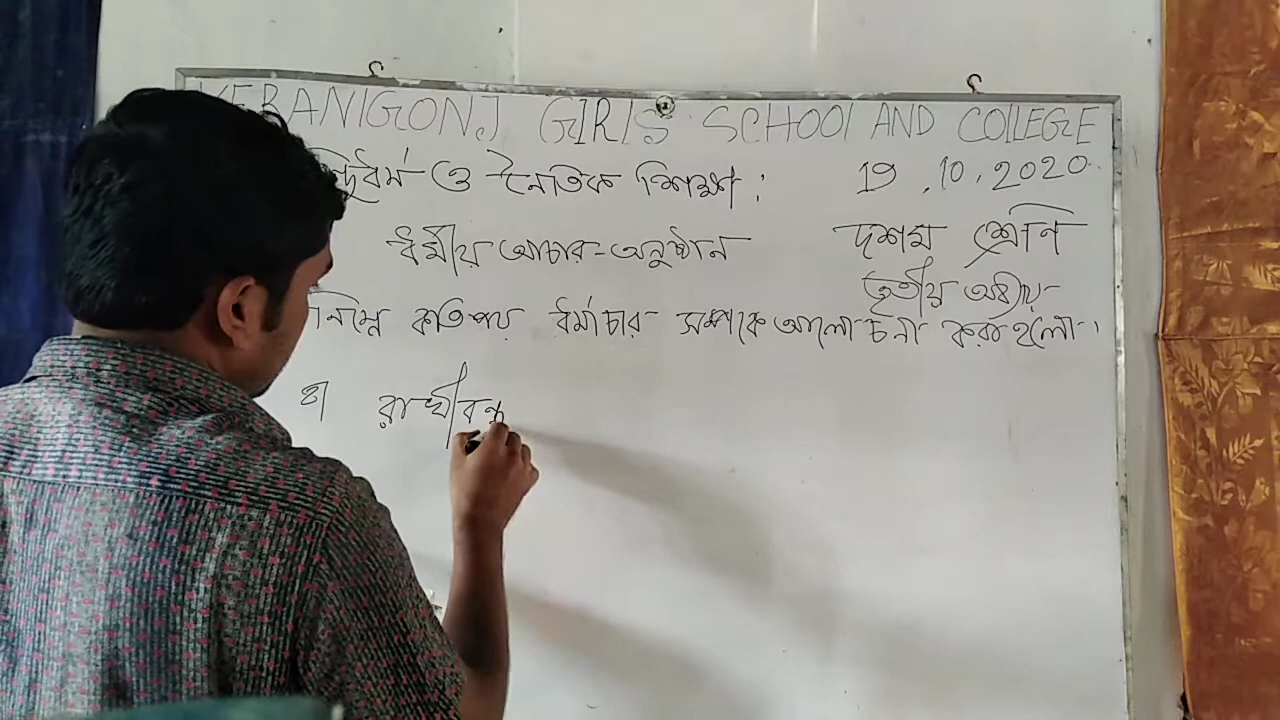 KERANIGONJ GIRLS SCHOOL AND COLLEGE
হিন্দুধর্ম ও নৈতিক শিক্ষা : 19.10.2020
ধর্মীয় আচার-অনুষ্ঠান দশম শ্রেণি
তৃতীয় অধ্যায়
নিম্নে কতিপয় ধর্মাচার সম্পর্কে আলোচনা করা হলো।
রাখীবন্ধ